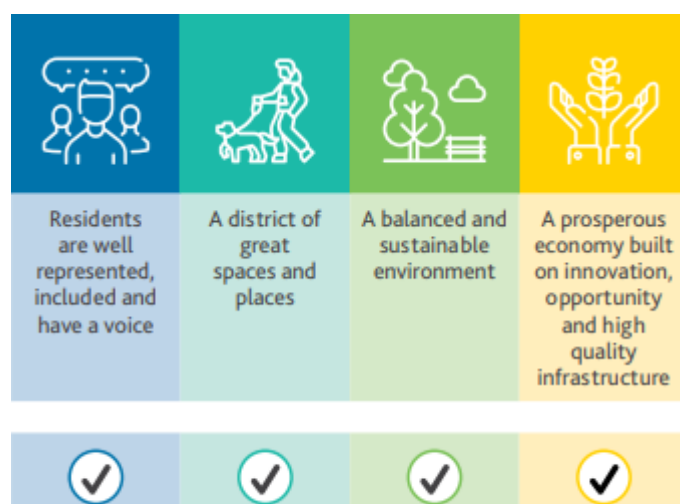 Residents
are well
represented,
included and
have a voice
A district of
great
spaces and
places
A balanced and
sustainable
environment
A prosperous
economy built
on innovation,
opportunity
and high
quality
infrastructure